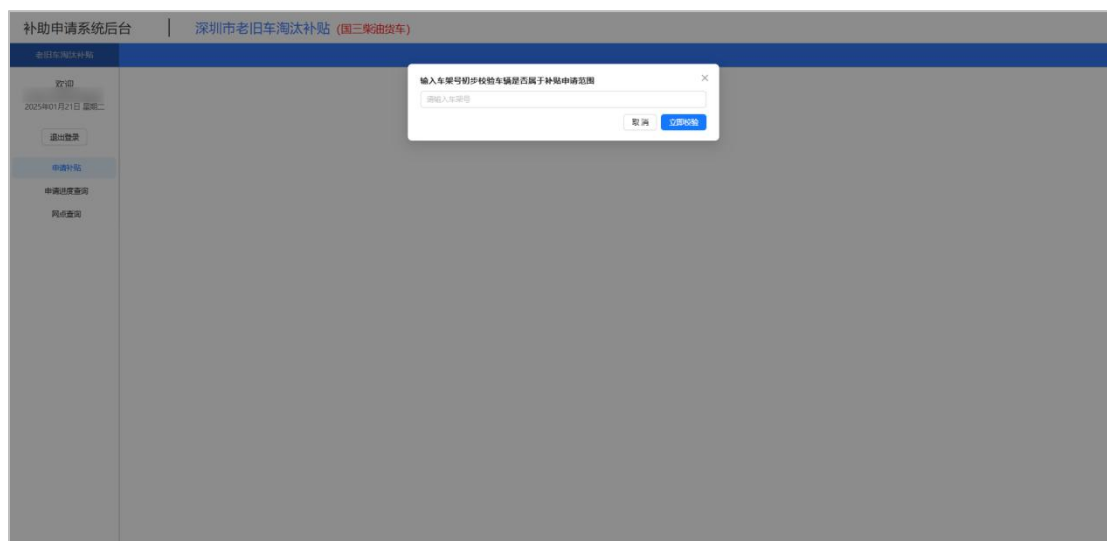 补助申请系统后台
深圳市老旧车淘汰补贴 (国三柴油货车)
老旧车淘汰补贴
欢迎
2025年01月21日 星期二
退出登录
申请补贴
申请进度查询
网点查询
输入车架号初步校验车辆是否属于补贴申请范围
请输入车架号
取 消
立即校验